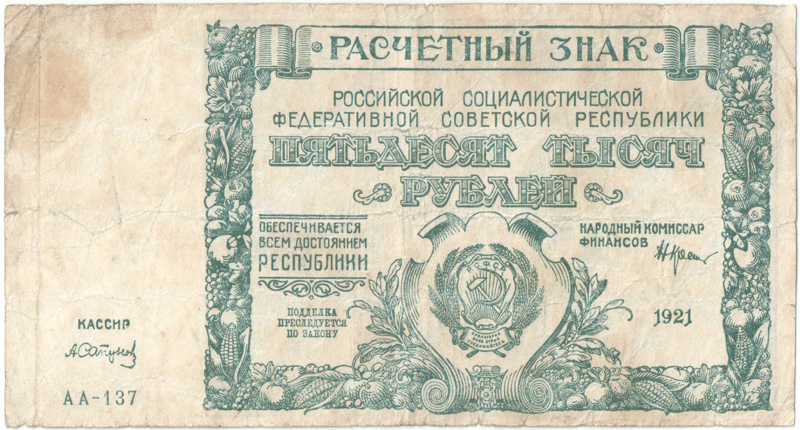 РАСЧЕТНЫЙ ЗНАК
РОССИЙСКОЙ СОЦИАЛИСТИЧЕСКОЙ
ФЕДЕРАТИВНОЙ СОВЕТСКОЙ РЕСПУБЛИКИ
ПЯТЬДЕСЯТ ТЫСЯЧ
РУБЛЕЙ
ОБЕСПЕЧИВАЕТСЯ
ВСЕМ ДОСТОЯНИЕМ
РЕСПУБЛИКИ
НАРОДНЫЙ КОМИССАР
ФИНАНСОВ
Р.С.Ф.С.Р.
ПОДДЕЛКА
ПРЕСЛЕДУЕТСЯ
ПО ЗАКОНУ
1921
КАССИР
АА-137